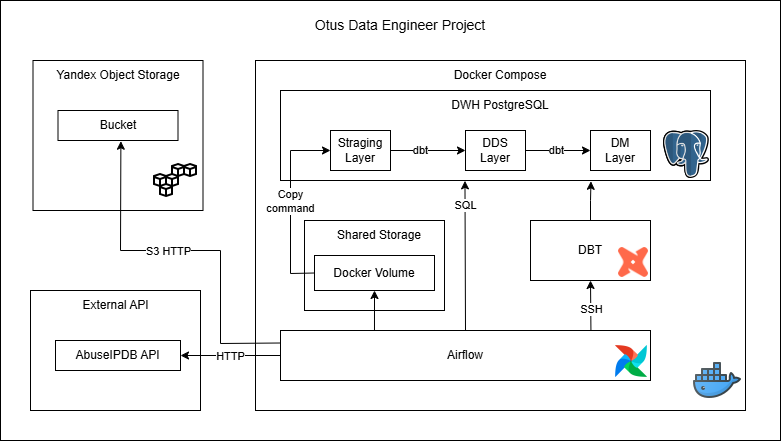 Otus Data Engineer Project
Yandex Object Storage
Bucket
S3 HTTP
External API
AbuseIPDB API
HTTP
Docker Compose
DWH PostgreSQL
Straging
Layer
dbt
DDS
Layer
dbt
DM
Layer
Copy
command
SQL
Shared Storage
Docker Volume
DBT
SSH
Airflow